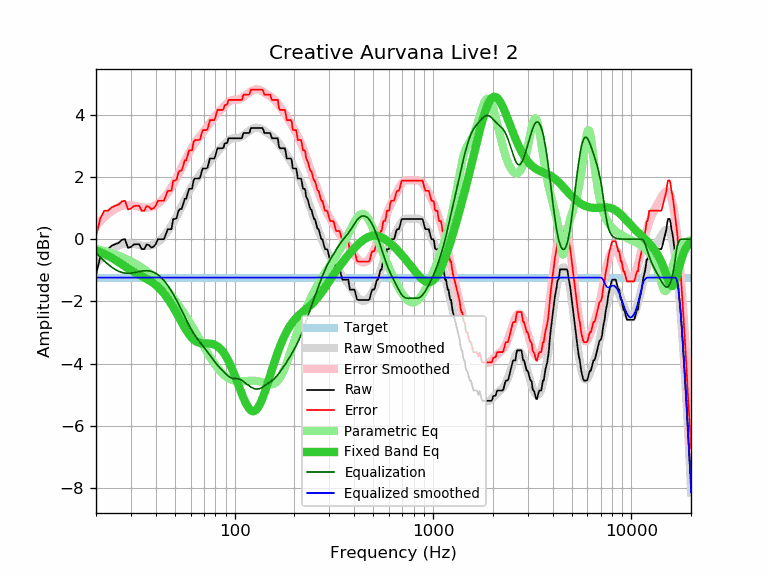 Creative Aurvana Live! 2
Amplitude (dBr)
4
2
0
−2
−4
−6
−8
Target
Raw Smoothed
Error Smoothed
Raw
Error
Parametric Eq
Fixed Band Eq
Equalization
Equalized smoothed
100 1000 10000
Frequency (Hz)